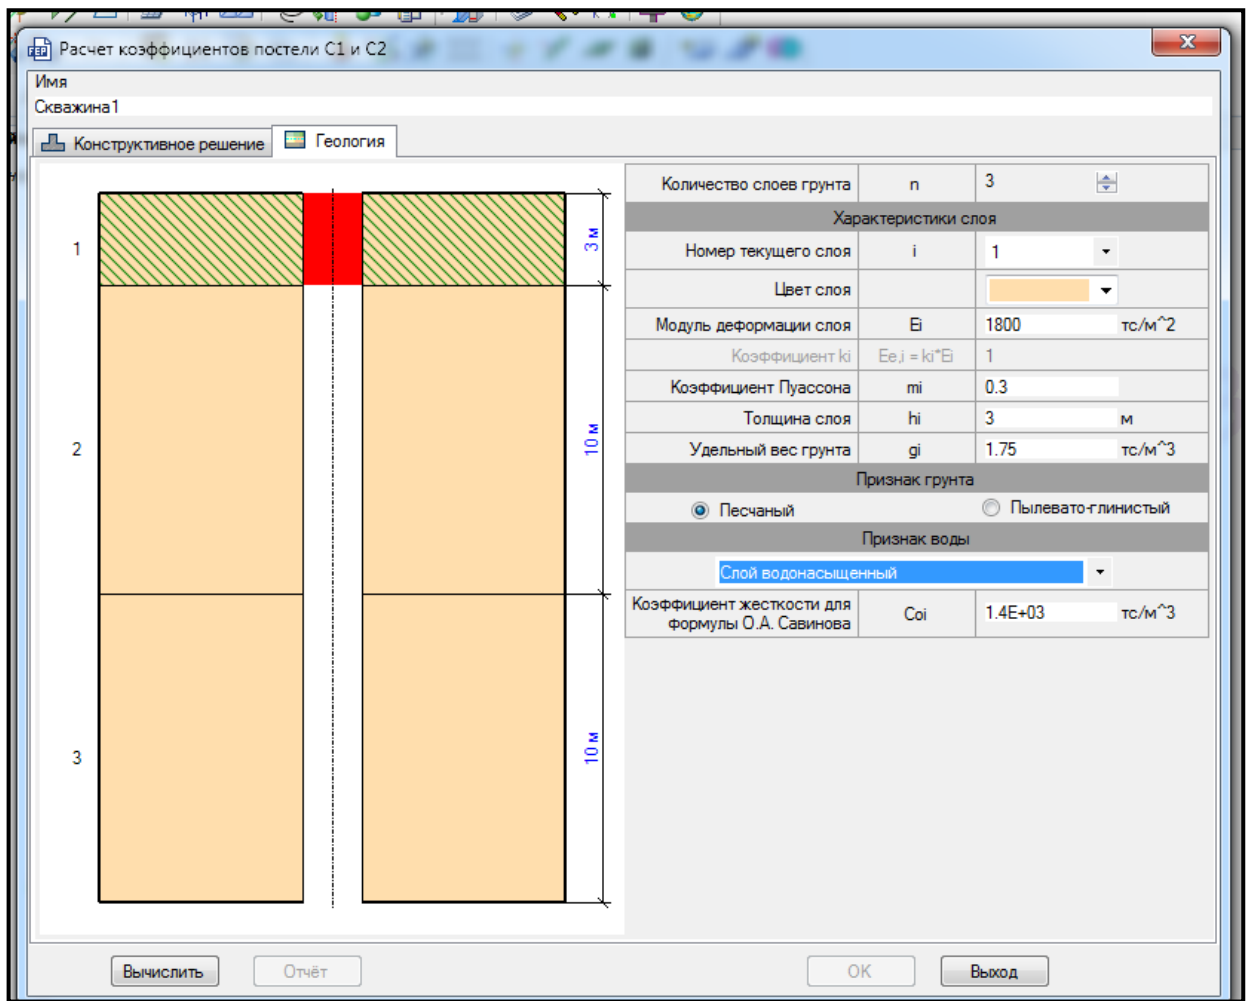 Расчет коэффициентов постели C1 и C2
Имя
Скважина1
Конструктивное решение
Геология
1
3 м
2
10 м
3
10 м
Количество слоев грунта n 3
Характеристики слоя
Номер текущего слоя i 1
Цвет слоя
Модуль деформации слоя Ei 1800 тс/м^2
Коэффициент ki Ee,i = ki*Ei 1
Коэффициент Пуассона mi 0.3
Толщина слоя hi 3 м
Удельный вес грунта gi 1.75 тс/м^3
Признак грунта
Песчаный Пылевато-глинистый
Признак воды
Слой водонасыщенный
Коэффициент жесткости для
формулы О.А. Савинова Coi 1.4E+03 тс/м^3
Вычислить Отчёт OK Выход